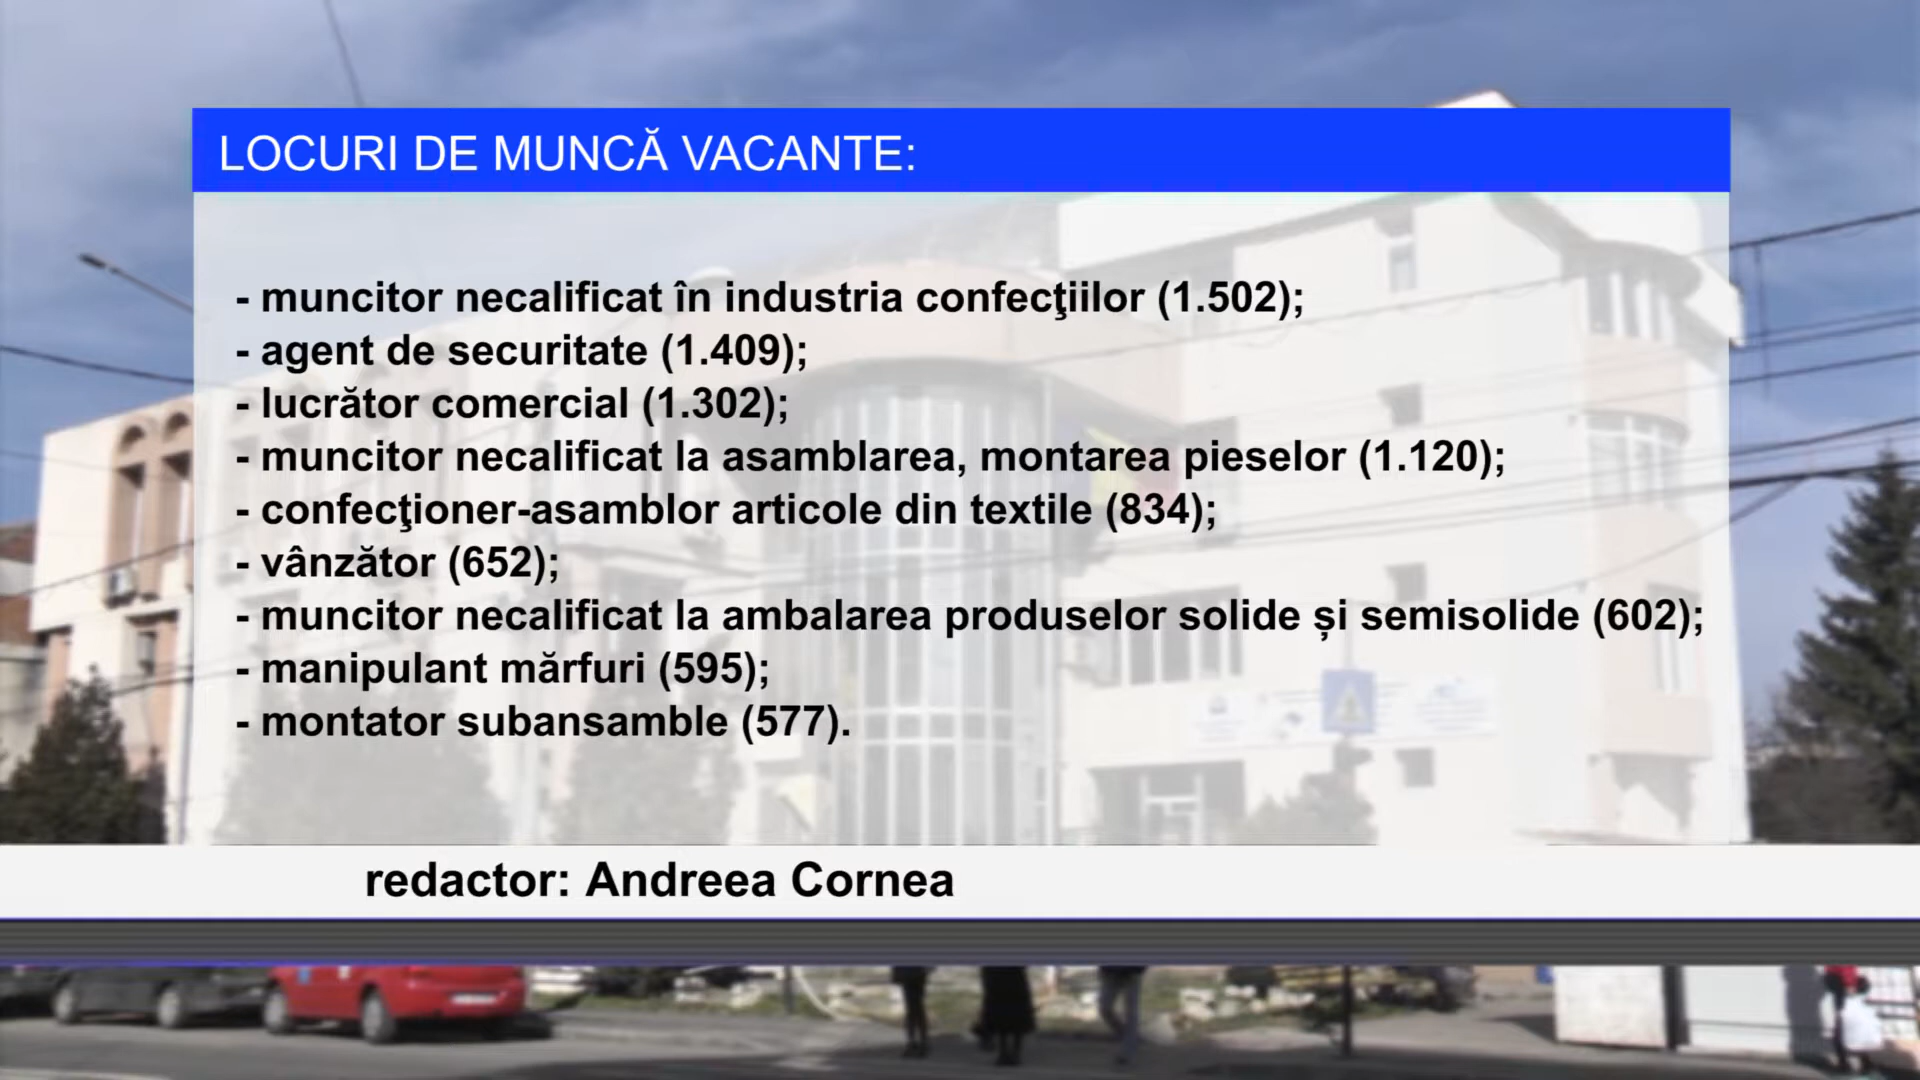 LOCURI DE MUNCĂ VACANTE:
- muncitor necalificat în industria confecţiilor (1.502);
- agent de securitate (1.409);
- lucrător comercial (1.302);
- muncitor necalificat la asamblarea, montarea pieselor (1.120);
- confecţioner-asamblor articole din textile (834);
- vânzător (652);
- muncitor necalificat la ambalarea produselor solide și semisolide (602);
- manipulant mărfuri (595);
- montator subansamble (577).
redactor: Andreea Cornea